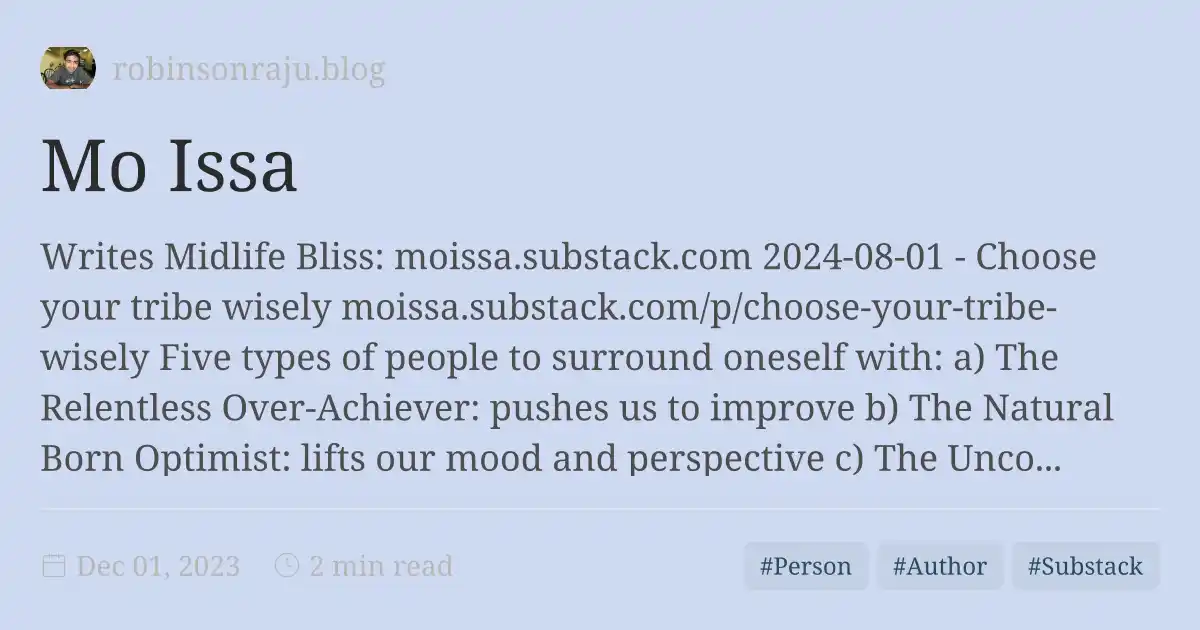 robinsonraju.blog
Mo Issa
Writes Midlife Bliss: moissa.substack.com 2024-08-01 - Choose
your tribe wisely moissa.substack.com/p/choose-your-tribe-
wisely Five types of people to surround oneself with: a) The
Relentless Over-Achiever: pushes us to improve b) The Natural
Born Optimist: lifts our mood and perspective c) The Unco...
Dec 01, 2023 2 min read #Person #Author #Substack